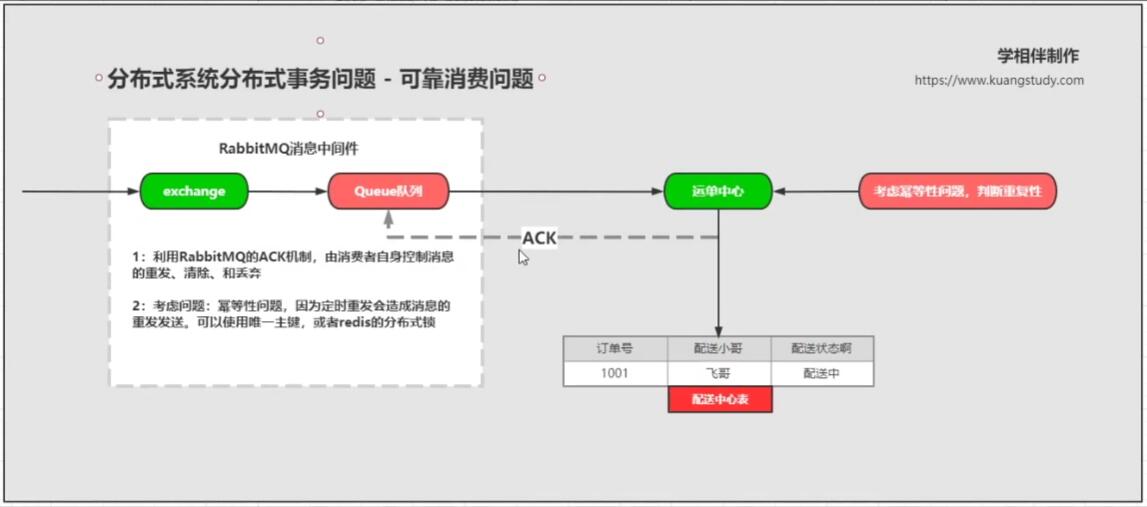 学相伴制作
分布式系统分布式事务问题 - 可靠消费问题
https://www.kuangstudy.com
RabbitMQ消息中间件
exchange
Queue队列
运单中心
考虑幂等性问题，判断重复性
ACK
1：利用RabbitMQ的ACK机制，由消费者自身控制消息
的重发、清除、和丢弃
2：考虑问题：幂等性问题，因为定时重发会造成消息的
重发发送。可以使用唯一主键，或者redis的分布式锁
订单号 配送小哥 配送状态啊
1001 飞哥 配送中
配送中心表